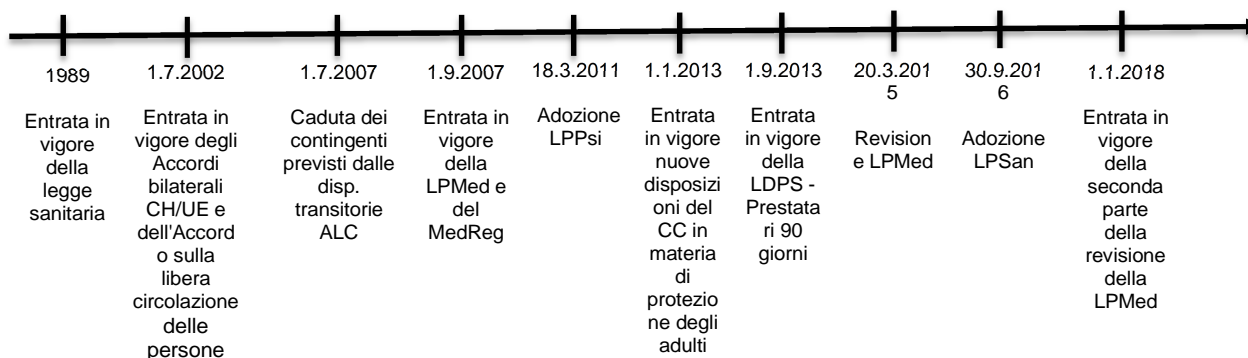 1989
Entrata in
vigore
della
legge
sanitaria
1.7.2002
Entrata in
vigore degli
Accordi
bilaterali
CH/UE e
dell'Accord
o sulla
libera
circolazione
delle
persone
1.7.2007
Caduta dei
contingenti
previsti dalle
disp.
transitorie
ALC
1.9.2007
Entrata in
vigore
della
LPMed e
del
MedReg
18.3.2011
Adozione
LPPsi
1.1.2013
Entrata
in vigore
nuove
disposizi
oni del
CC in
materia
di
protezio
ne degli
adulti
1.9.2013
Entrata
in vigore
della
LDPS -
Prestata
ri 90
giorni
20.3.201
5
Revision
e LPMed
30.9.201
6
Adozione
LPSan
1.1.2018
Entrata in
vigore
della
seconda
parte
della
revisione
della
LPMed